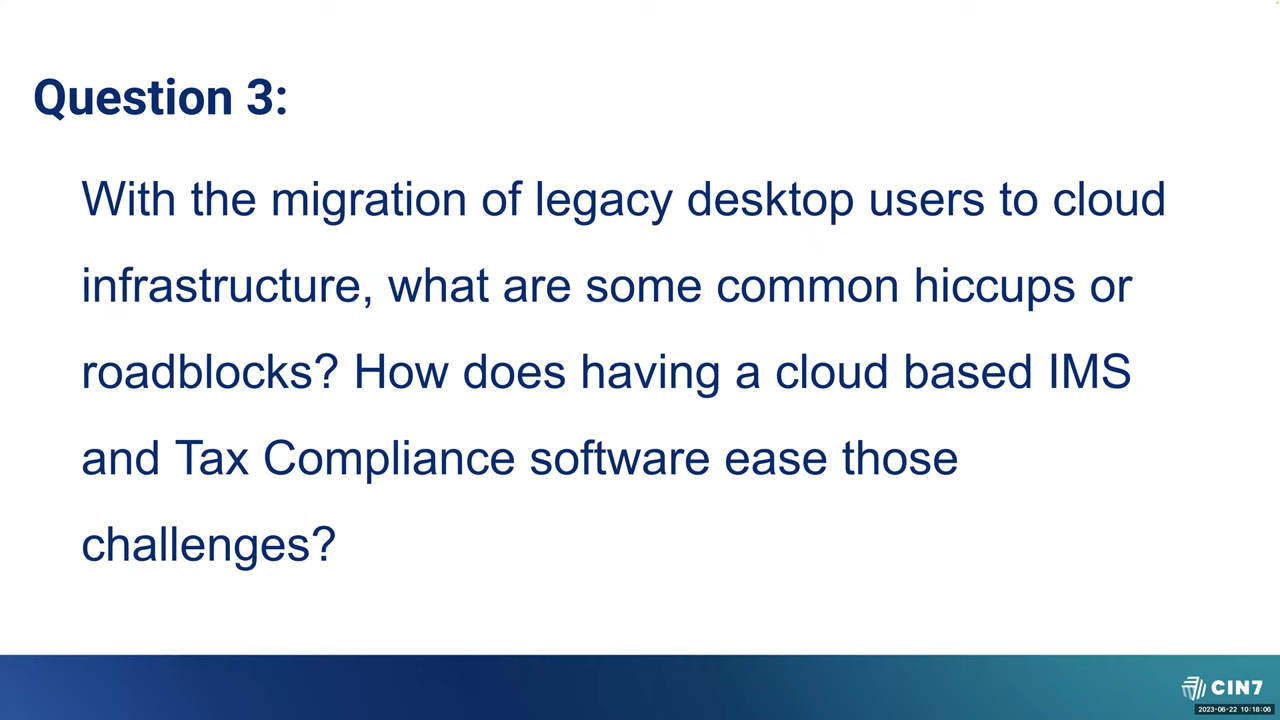 Question 3:
With the migration of legacy desktop users to cloud
infrastructure, what are some common hiccups or
roadblocks? How does having a cloud based IMS
and Tax Compliance software ease those
challenges?
CIN7
2023-06-22 10:18:06